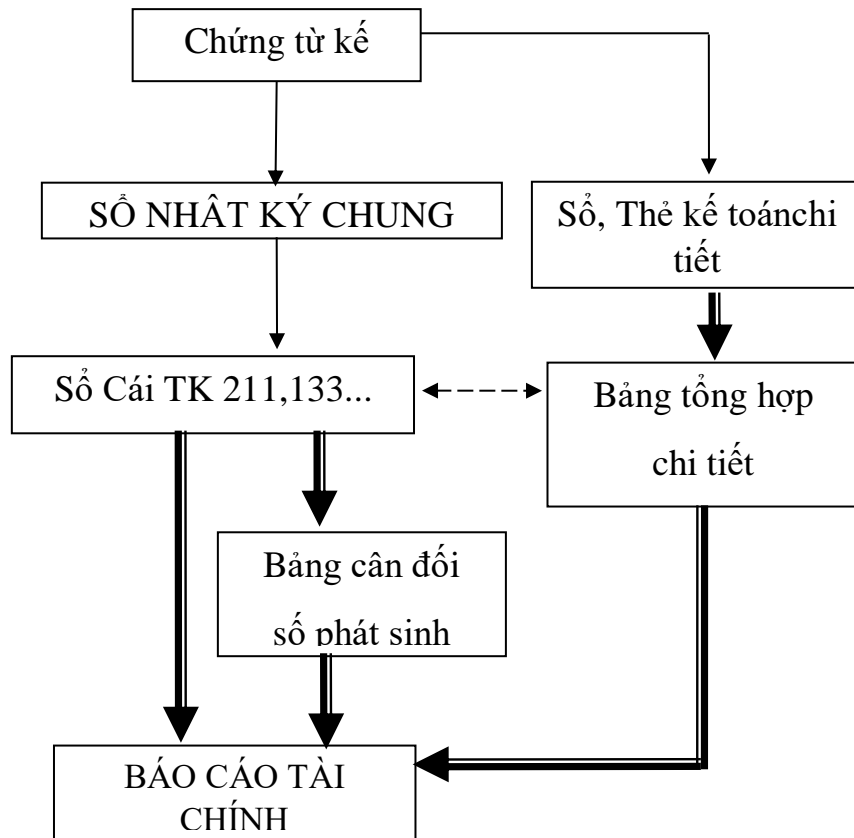 Chứng từ kế
SỔ NHÂT KÝ CHUNG
Sổ, Thẻ kế toánchi
tiết
Sổ Cái TK 211,133...
Bảng tổng hợp
chi tiết
Bảng cân đối
số phát sinh
BÁO CÁO TÀI
CHÍNH